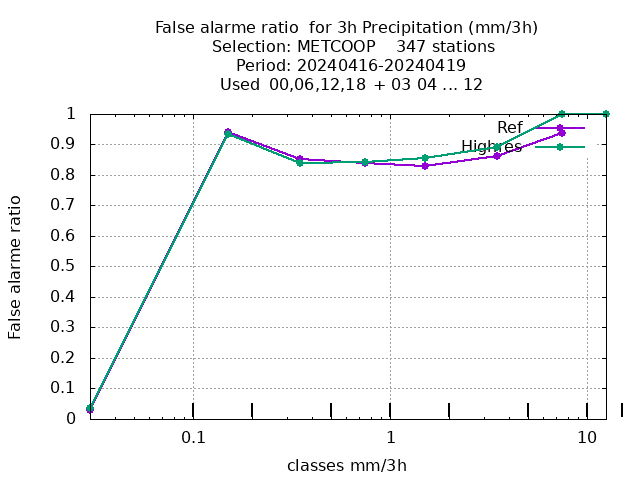 False alarme ratio  for 3h Precipitation (mm/3h)
Selection: METCOOP    347 stations
Period: 20240416-20240419
Used  00,06,12,18  + 03 04 ... 12
1
0.9
0.8
0.7
0.6
0.5
0.4
0.3
0.2
0.1
0
False alarme ratio
Ref
Highres
0.1
1
10
classes mm/3h